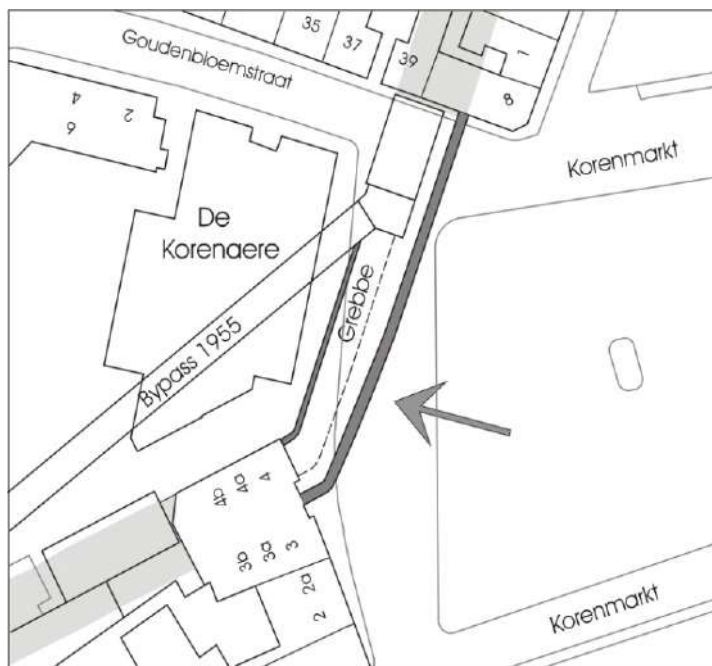 35
37
39
1
8
Goudenbloemstraat
4
2
6
Korenmarkt
De
Korenaere
Grebbe
Bypass 1955
4b
4a
4
3b
3a
3
2a
2
Korenmarkt